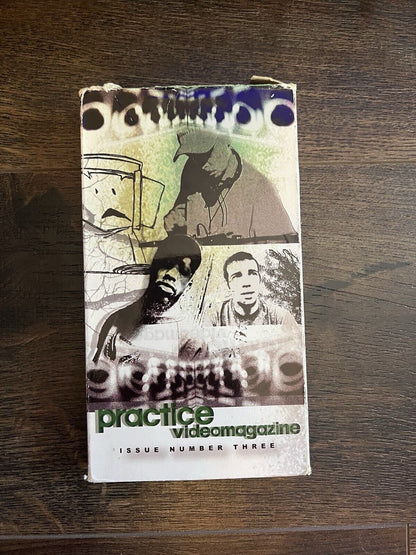 practice
videomagazine
ISSUE NUMBER THREE